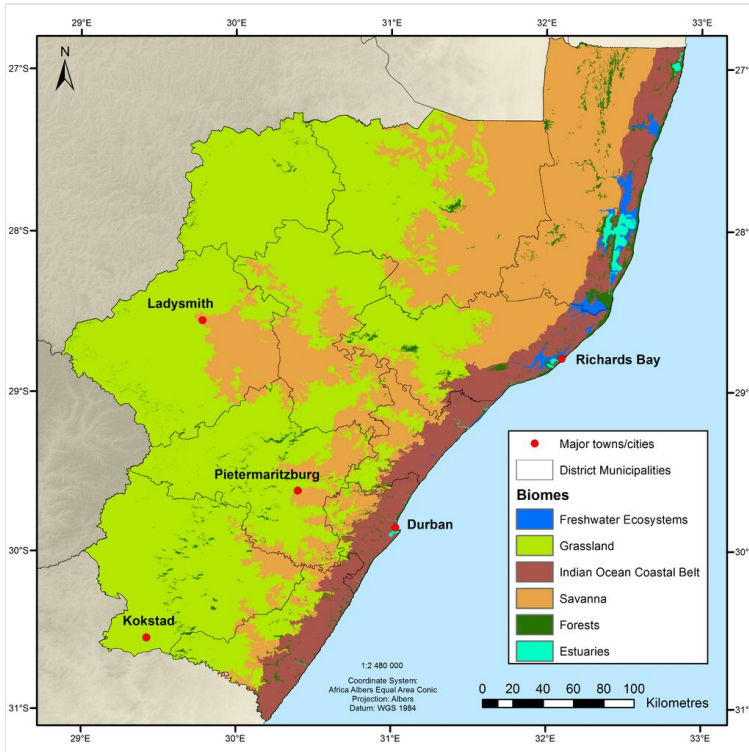 29°E 30°E 31°E 32°E 33°E
N
27°S 27°
28°S 28°
Ladysmith
Richards Bay
29°S 29°
Major towns/cities
District Municipalities
Pietermaritzburg
Biomes
Durban
Freshwater Ecosystems
30°S 30°
Grassland
Indian Ocean Coastal Belt
Savanna
Kokstad
Forests
Estuaries
1:2 480 000
Coordinate System:
Africa Albers Equal Area Conic
Projection: Albers
Datum: WGS 1984
0 10 20 40 60 80 100
Kilometres
31°S 31°
29°E 30°E 31°E 32°E 33°E